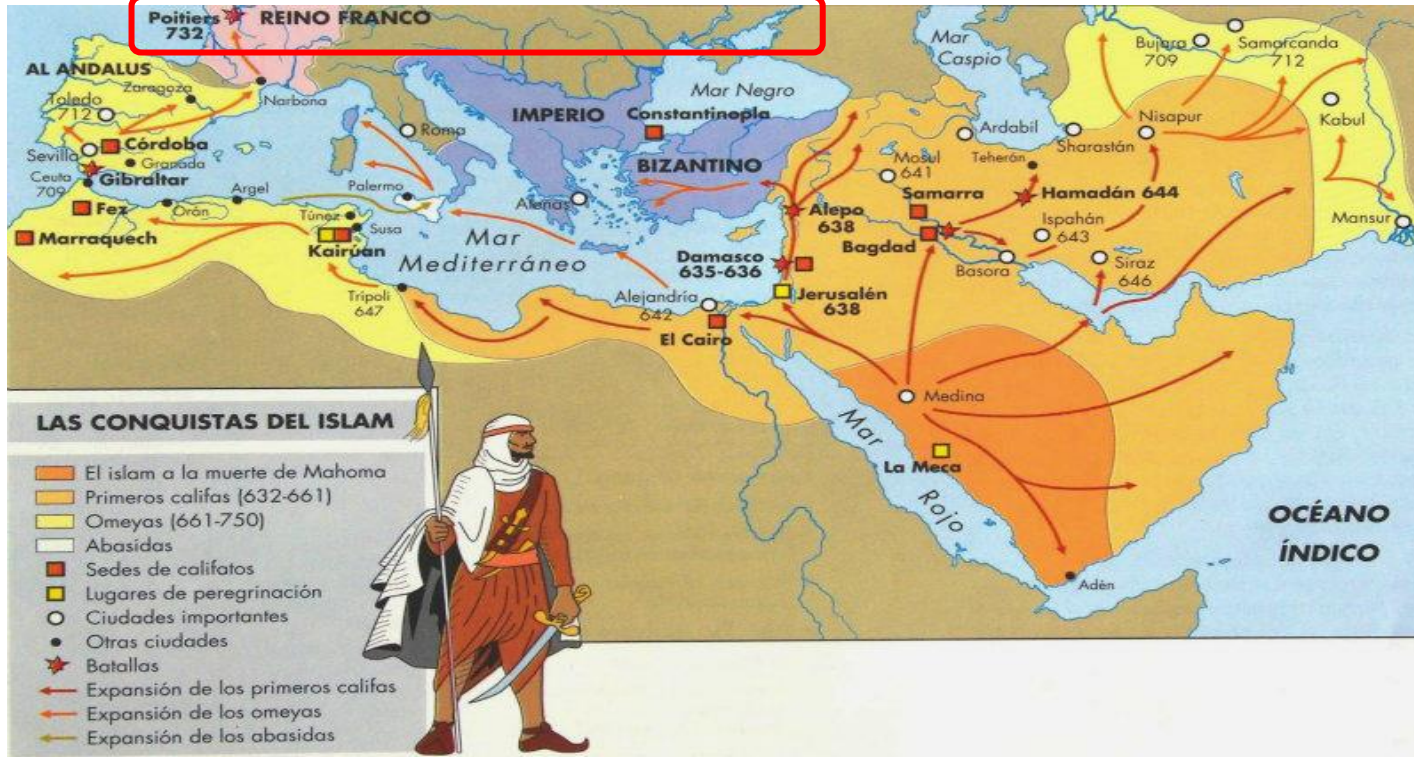 Poitiers
732
REINO FRANCO
AL ANDALUS
Zaragoza
Narbona
Toledo
712
Córdoba
Sevilla
Granada
Ceuta
709
Gibraltar
Fez
Orán
Argel
Marraquech
Túnez
Susa
Kairúan
Trípoli
647
Roma
Palermo
Mar
Mediterráneo
Atenas
IMPERIO
BIZANTINO
Constantinopla
Mar Negro
Mar
Caspio
Alejandría
642
El Cairo
Damasco
635-636
Jerusalén
638
Alepo
638
Mosul
641
Samarra
Bagdad
Ardabil
Teherán
Sharastán
Hamadán 644
Ispahán
643
Basora
Siraz
646
Nisapur
Bujara
709
Samarcanda
712
Kabul
Mansur
Medina
La Meca
Mar
Rojo
Adèn
OCÉANO
ÍNDICO
LAS CONQUISTAS DEL ISLAM
El islam a la muerte de Mahoma
Primeros califas (632-661)
Omeyas (661-750)
Abasidas
Sedes de califatos
Lugares de peregrinación
Ciudades importantes
Otras ciudades
Batallas
Expansión de los primeros califas
Expansión de los omeyas
Expansión de los abasidas